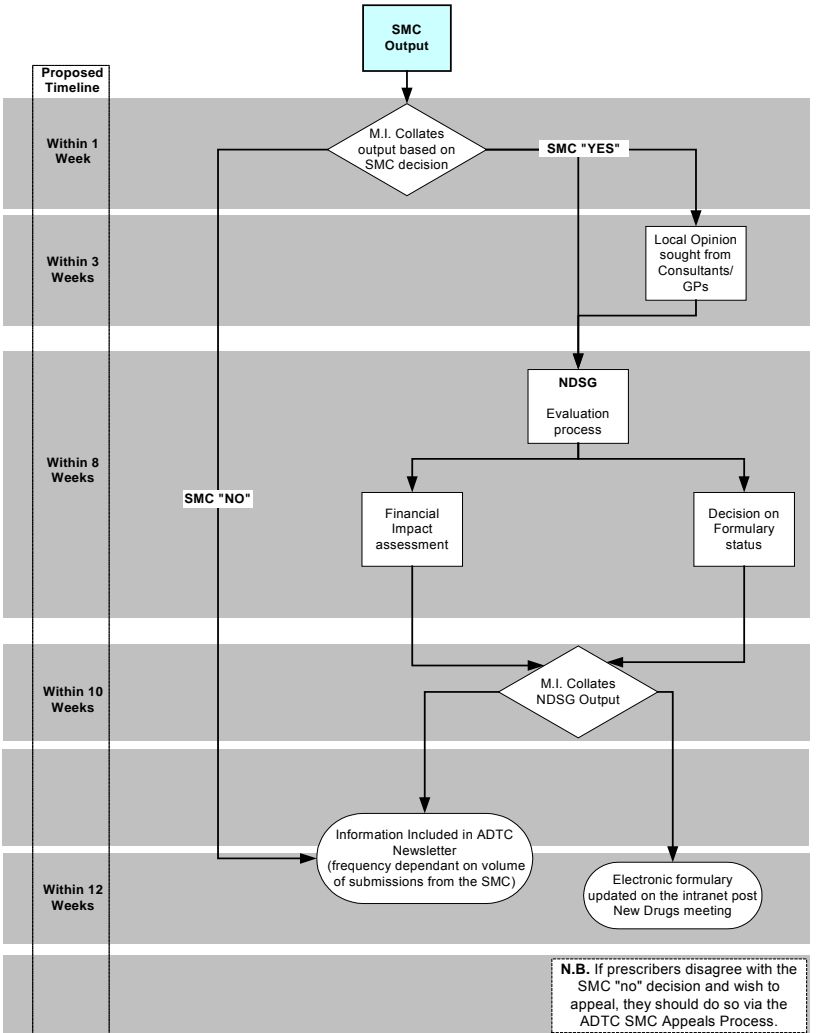 SMC
Output
Proposed
Timeline
Within 1
Week
M.I. Collates
output based on
SMC decision
SMC "YES"
Within 3
Weeks
Local Opinion
sought from
Consultants/
GPs
NDSG
Evaluation
process
Within 8
Weeks
SMC "NO"
Financial
Impact
assessment
Decision on
Formulary
status
Within 10
Weeks
M.I. Collates
NDSG Output
Information Included in ADTC
Newsletter
(frequency dependant on volume
of submissions from the SMC)
Within 12
Weeks
Electronic formulary
updated on the intranet post
New Drugs meeting
N.B. If prescribers disagree with the
SMC "no" decision and wish to
appeal, they should do so via the
ADTC SMC Appeals Process.